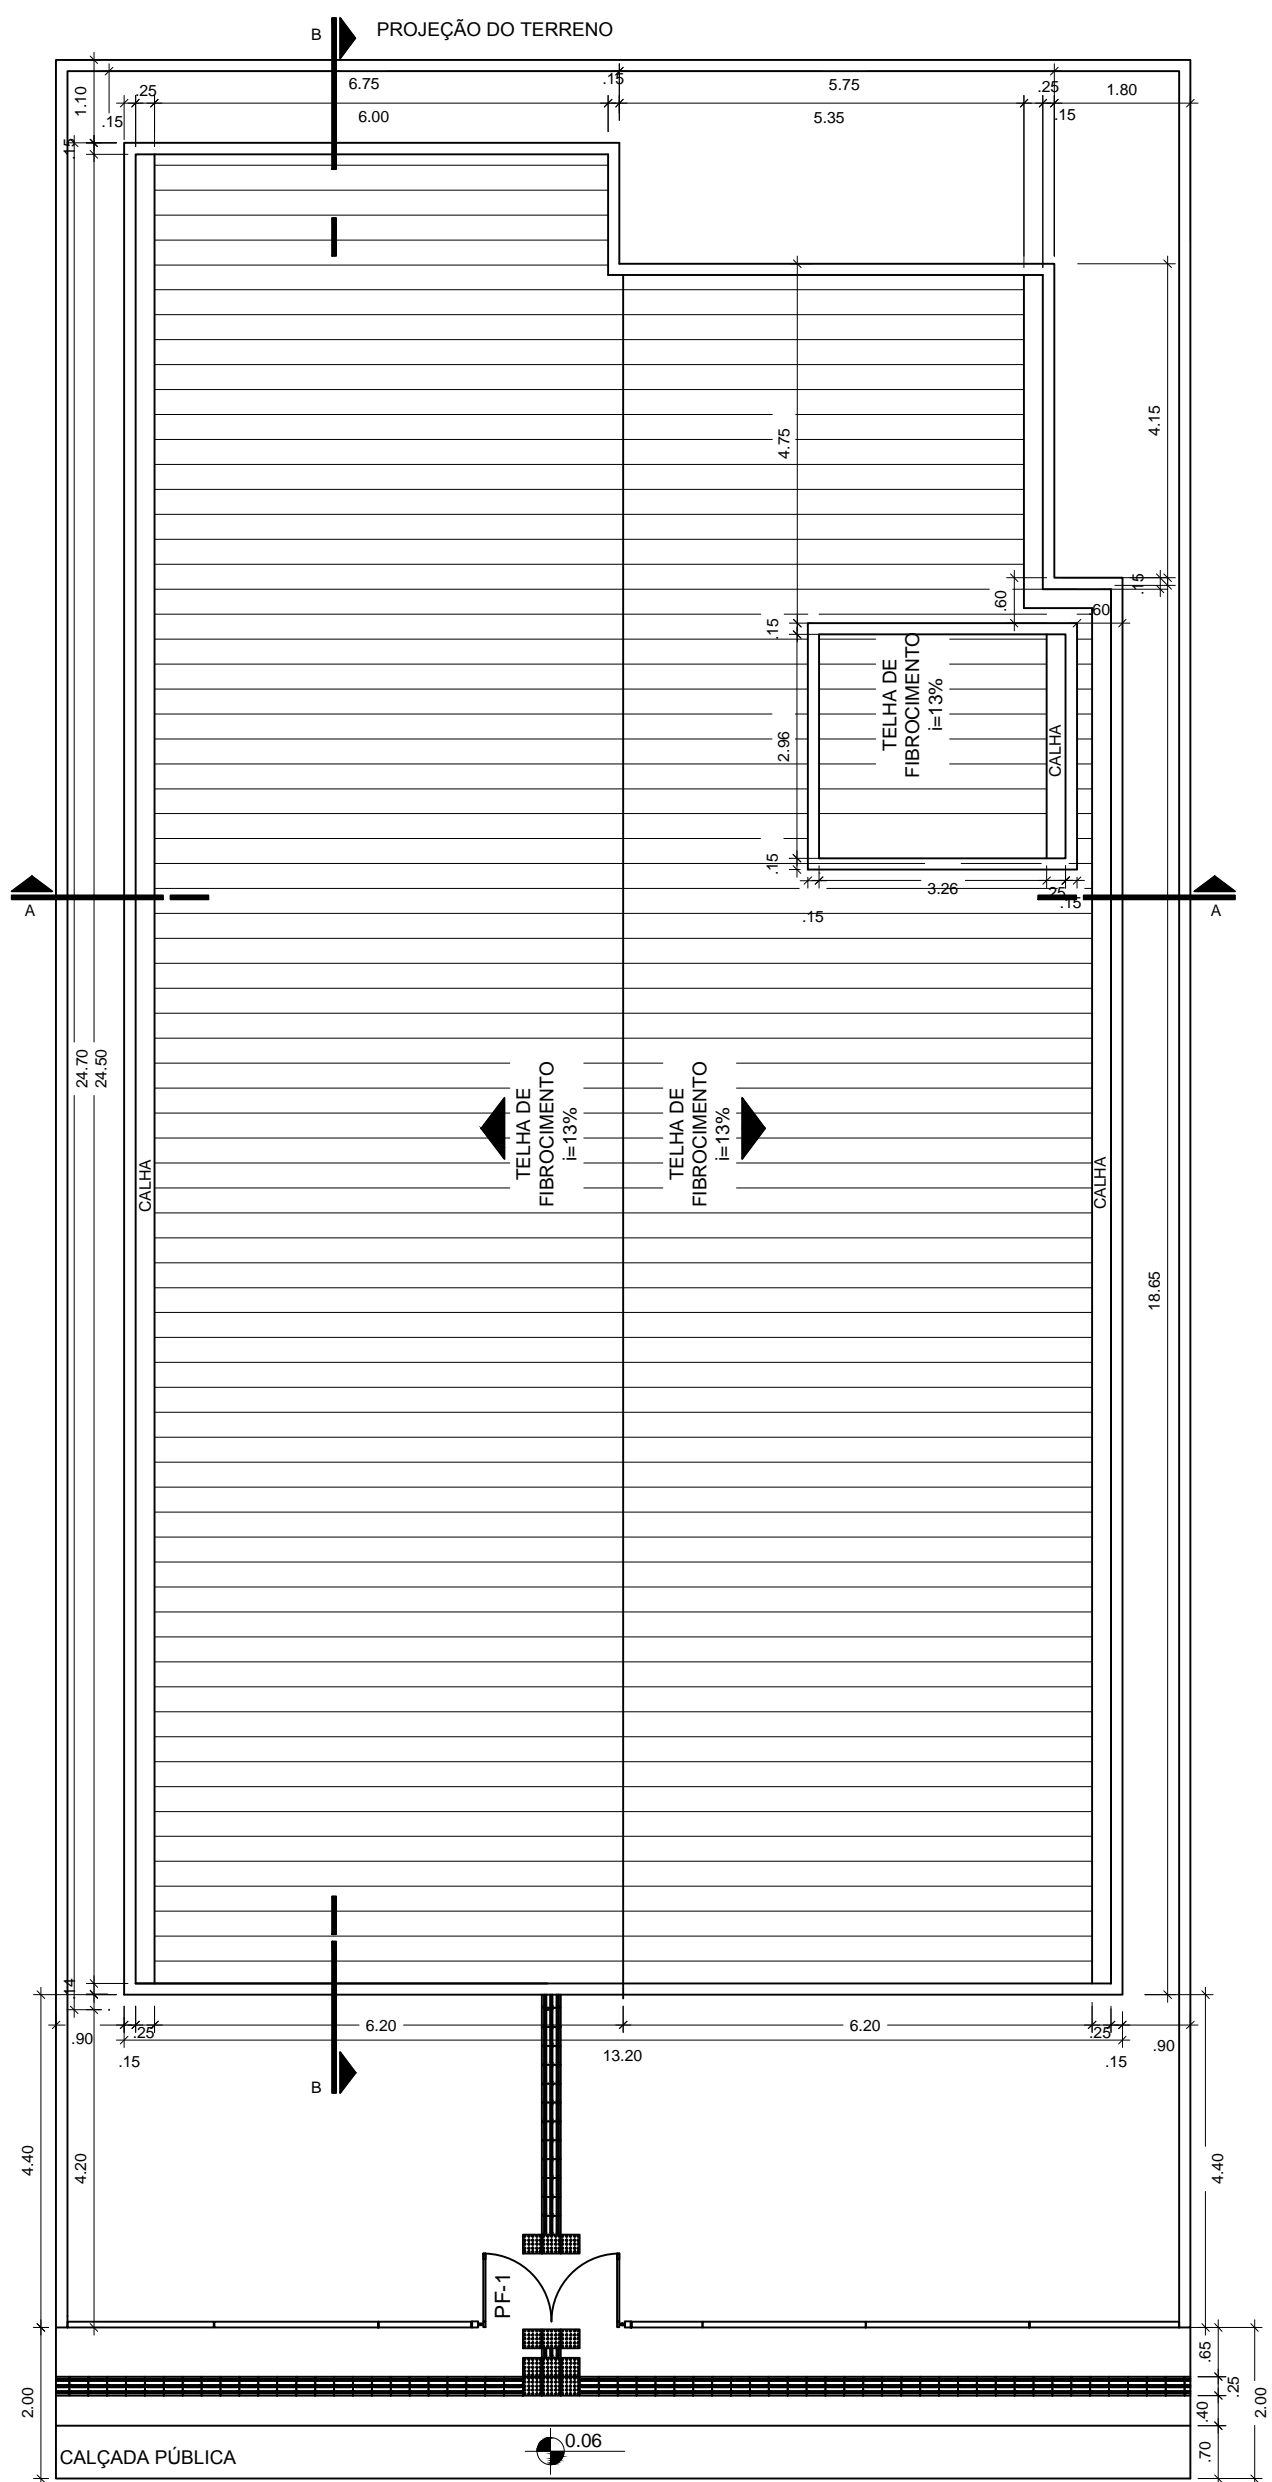 B
PROJEÇÃO DO TERRENO
1.10
.25
6.75
.15
5.75
.25
1.80
.15
6.00
5.35
.15
.15
4.75
4.15
.60
.15
.60
.15
TELHA DE
FIBROCIMENTO
i=13%
2.96
CALHA
.15
3.26
.25
.15
.15
A
A
24.70
24.50
TELHA DE
FIBROCIMENTO
i=13%
TELHA DE
FIBROCIMENTO
i=13%
CALHA
CALHA
18.65
.14
.90
.25
6.20
6.20
.25
.90
.15
13.20
.15
B
4.40
4.20
4.40
PF-1
2.00
.65
.25
.40
.70
2.00
0.06
CALÇADA PÚBLICA